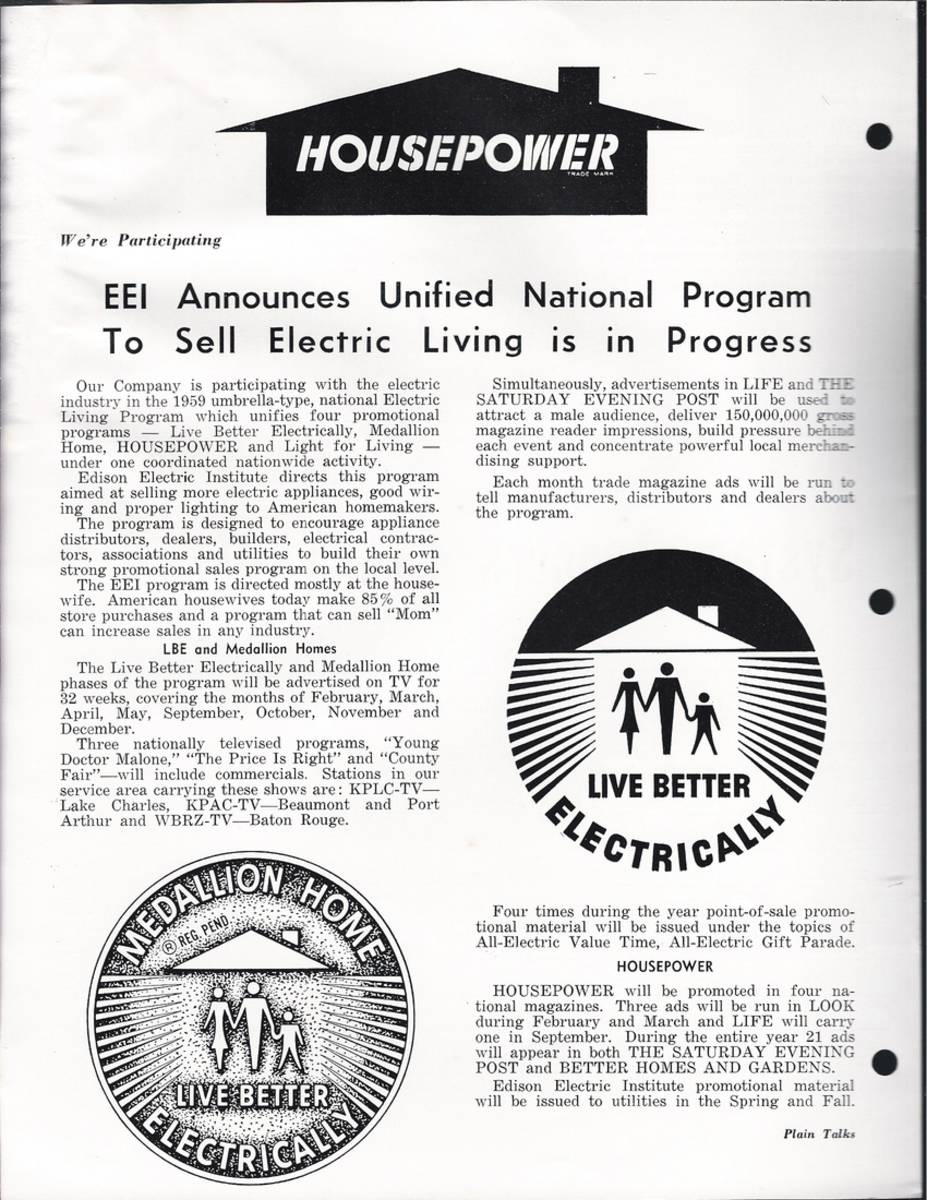 HOUSEPOWER
TRADE MARK
We're Participating
EEI Announces Unified National Program
To Sell Electric Living is in Progress
Our Company is participating with the electric
industry in the 1959 umbrella-type, national Electric
Living Program which unifies four promotional
programs — Live Better Electrically, Medallion
Home, HOUSEPOWER and Light for Living —
under one coordinated nationwide activity.
Edison Electric Institute directs this program
aimed at selling more electric appliances, good wir-
ing and proper lighting to American homemakers.
The program is designed to encourage appliance
distributors, dealers, builders, electrical contrac-
tors, associations and utilities to build their own
strong promotional sales program on the local level.
The EEI program is directed mostly at the house-
wife. American housewives today make 85% of all
store purchases and a program that can sell "Mom"
can increase sales in any industry.
LBE and Medallion Homes
The Live Better Electrically and Medallion Home
phases of the program will be advertised on TV for
32 weeks, covering the months of February, March,
April, May, September, October, November and
December.
Three nationally televised programs, "Young
Doctor Malone," "The Price Is Right" and "County
Fair"—will include commercials. Stations in our
service area carrying these shows are: KPLC-TV—
Lake Charles, KPAC-TV—Beaumont and Port
Arthur and WBRZ-TV—Baton Rouge.
MEDALLION HOME
® REG. PEND
LIVE BETTER
ELECTRICALLY
Simultaneously, advertisements in LIFE and THE
SATURDAY EVENING POST will be used to
attract a male audience, deliver 150,000,000 gross
magazine reader impressions, build pressure behind
each event and concentrate powerful local merchan-
dising support.
Each month trade magazine ads will be run to
tell manufacturers, distributors and dealers about
the program.
LIVE BETTER
ELECTRICALLY
Four times during the year point-of-sale promo-
tional material will be issued under the topics of
All-Electric Value Time, All-Electric Gift Parade.
HOUSEPOWER
HOUSEPOWER will be promoted in four na-
tional magazines. Three ads will be run in LOOK
during February and March and LIFE will carry
one in September. During the entire year 21 ads
will appear in both THE SATURDAY EVENING
POST and BETTER HOMES AND GARDENS.
Edison Electric Institute promotional material
will be issued to utilities in the Spring and Fall.
Plain Talks